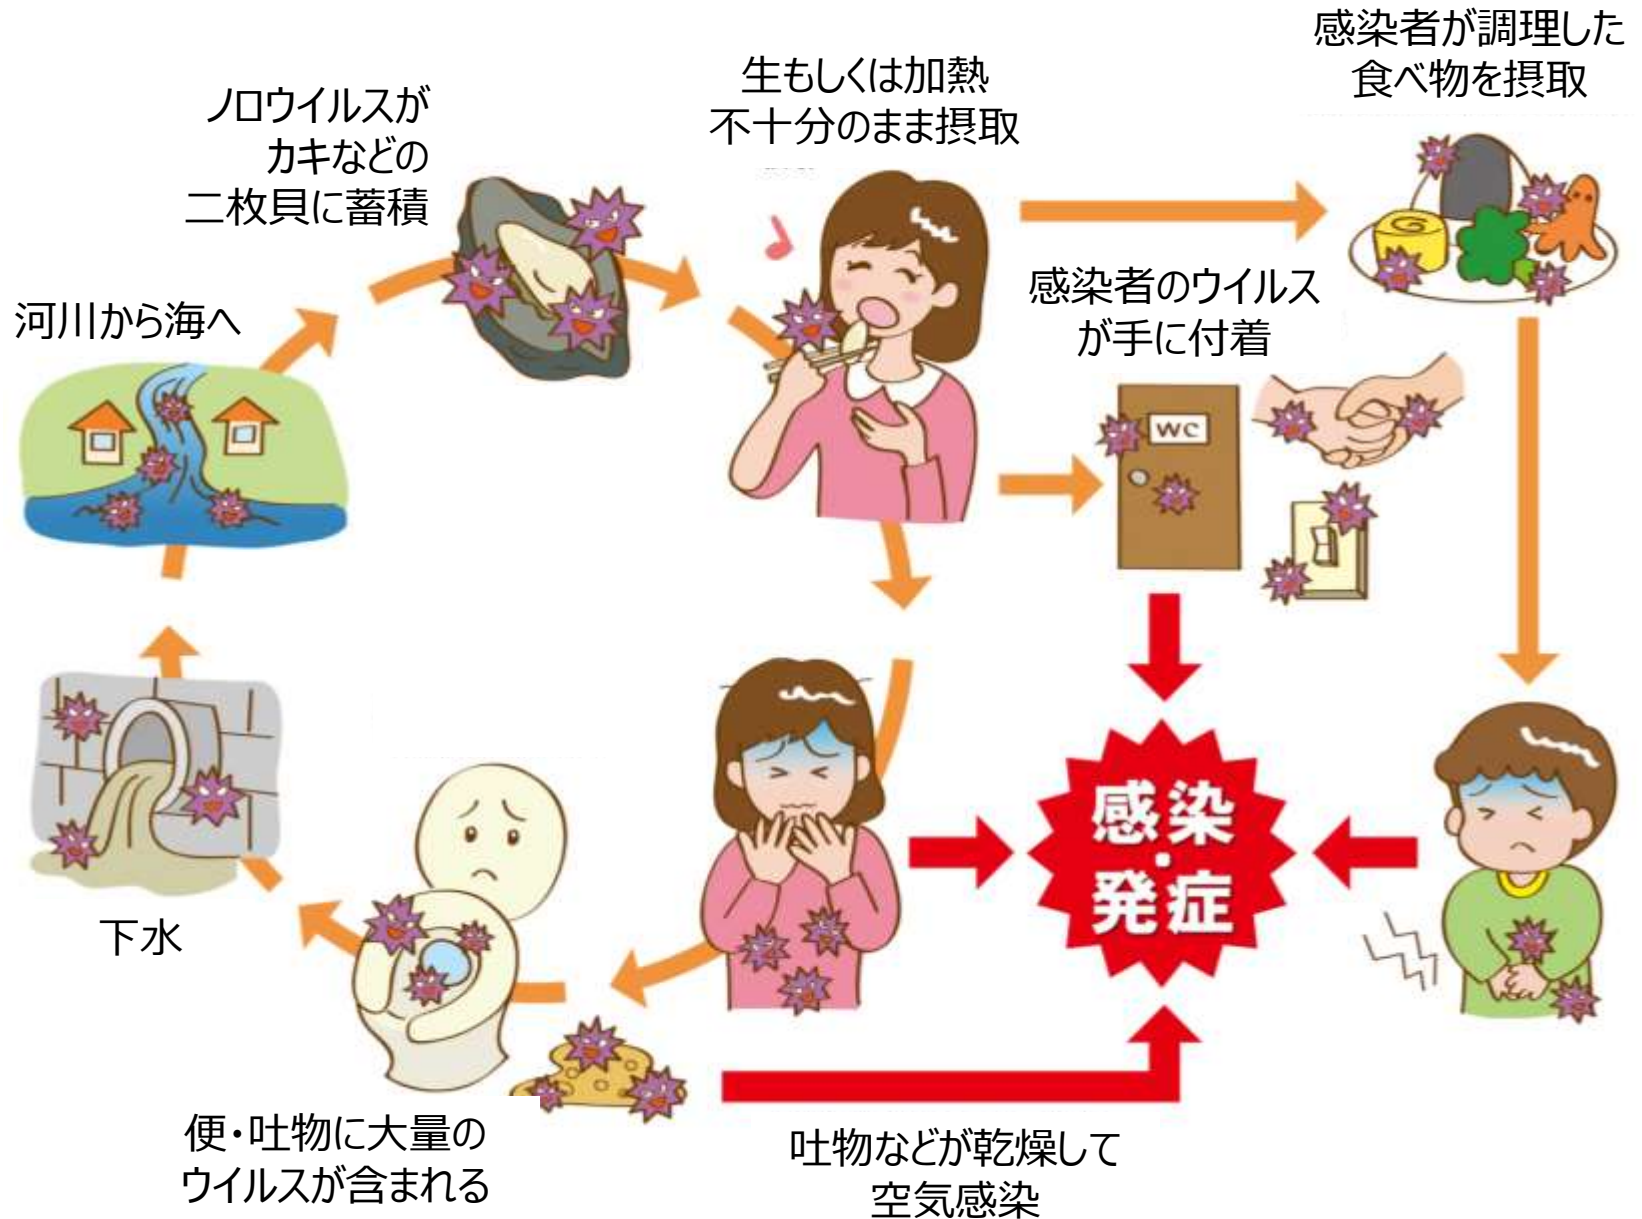 感染者が調理した
食べ物を摂取
生もしくは加熱
不十分のまま摂取
ノロウイルスが
カキなどの
二枚貝に蓄積
感染者のウイルス
が手に付着
河川から海へ
WC
感染
・
発症
下水
便・吐物に大量の
ウイルスが含まれる
吐物などが乾燥して
空気感染